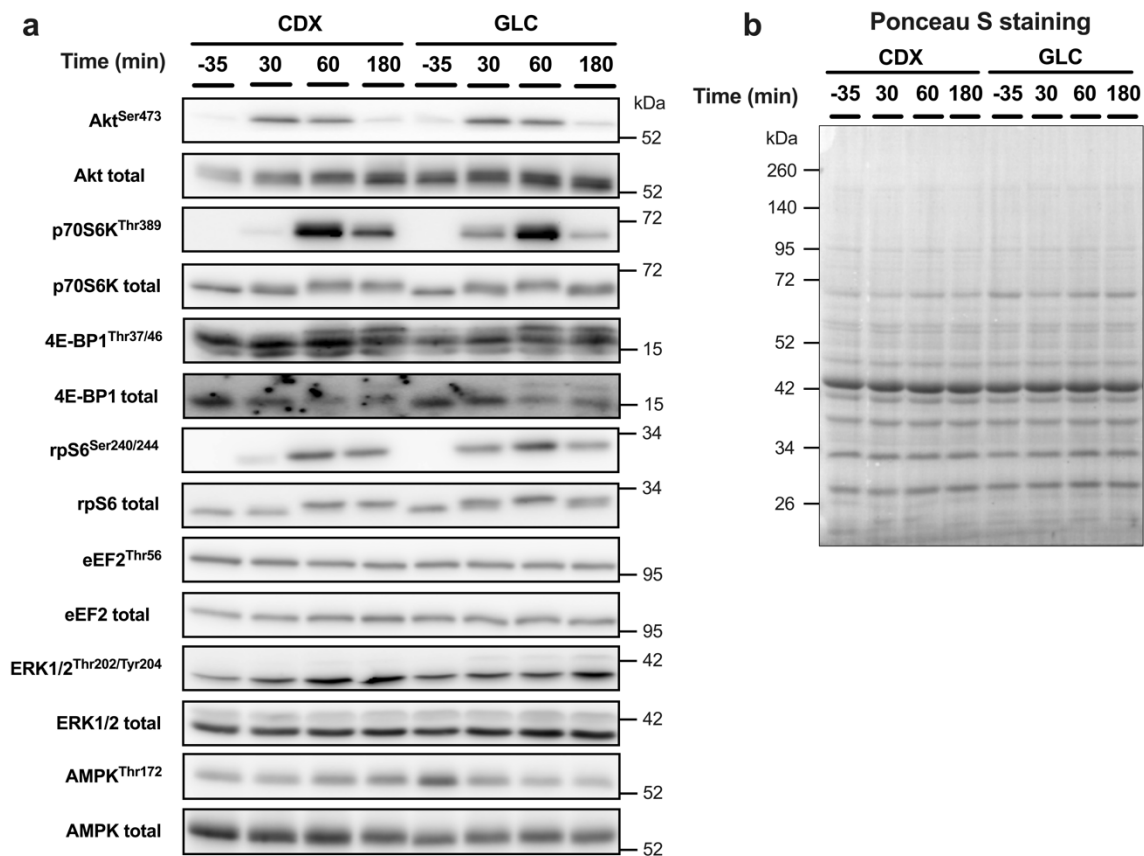 a
CDX GLC
Time (min) -35 30 60 180 -35 30 60 180
kDa
Akt^Ser473
52
Akt total
52
p70S6K^Thr389
72
p70S6K total
72
4E-BP1^Thr37/46
15
4E-BP1 total
15
rpS6^Ser240/244
34
rpS6 total
34
eEF2^Thr56
95
eEF2 total
95
ERK1/2^Thr202/Tyr204
42
ERK1/2 total
42
AMPK^Thr172
52
AMPK total
52
b
Ponceau S staining
CDX GLC
Time (min) -35 30 60 180 -35 30 60 180
kDa
260
140
95
72
52
42
34
26